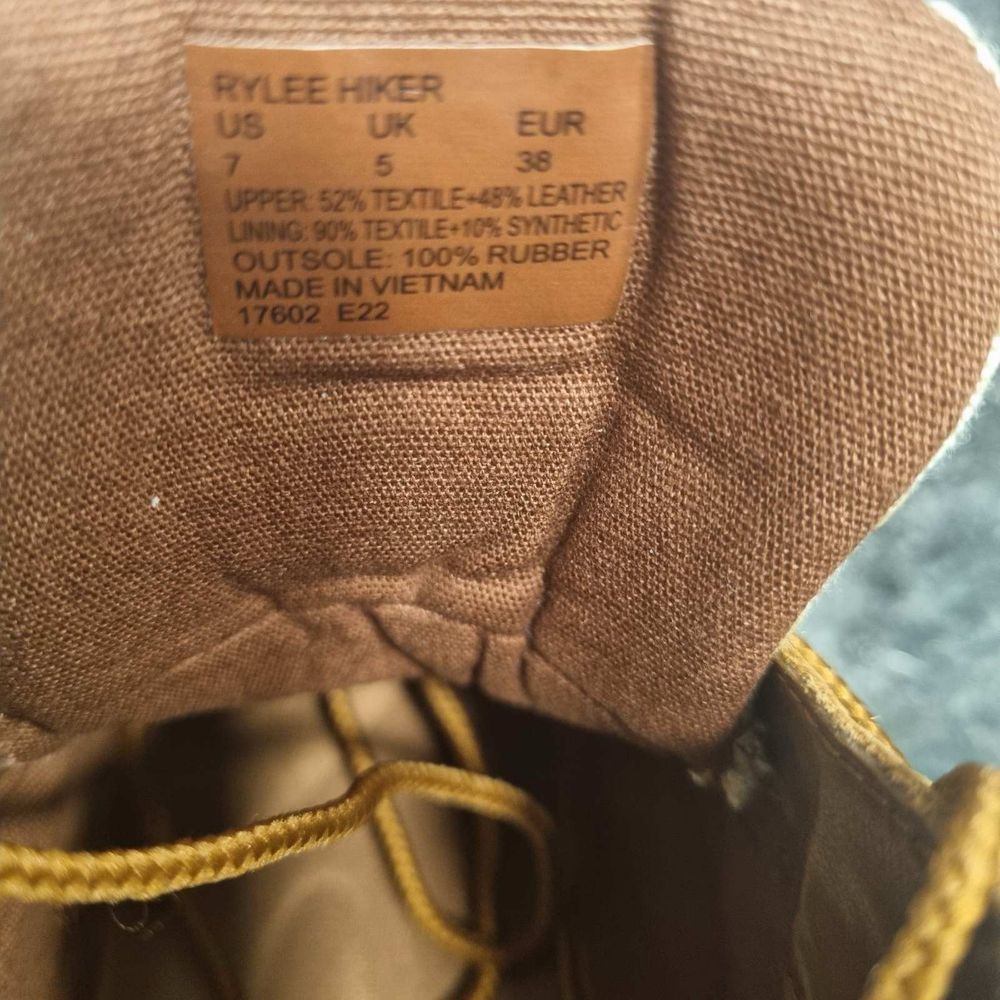 RYLEE HIKER
US UK EUR
7 5 38
UPPER: 52% TEXTILE+48% LEATHER
LINING: 90% TEXTILE+10% SYNTHETIC
OUTSOLE: 100% RUBBER
MADE IN VIETNAM
17602 E22